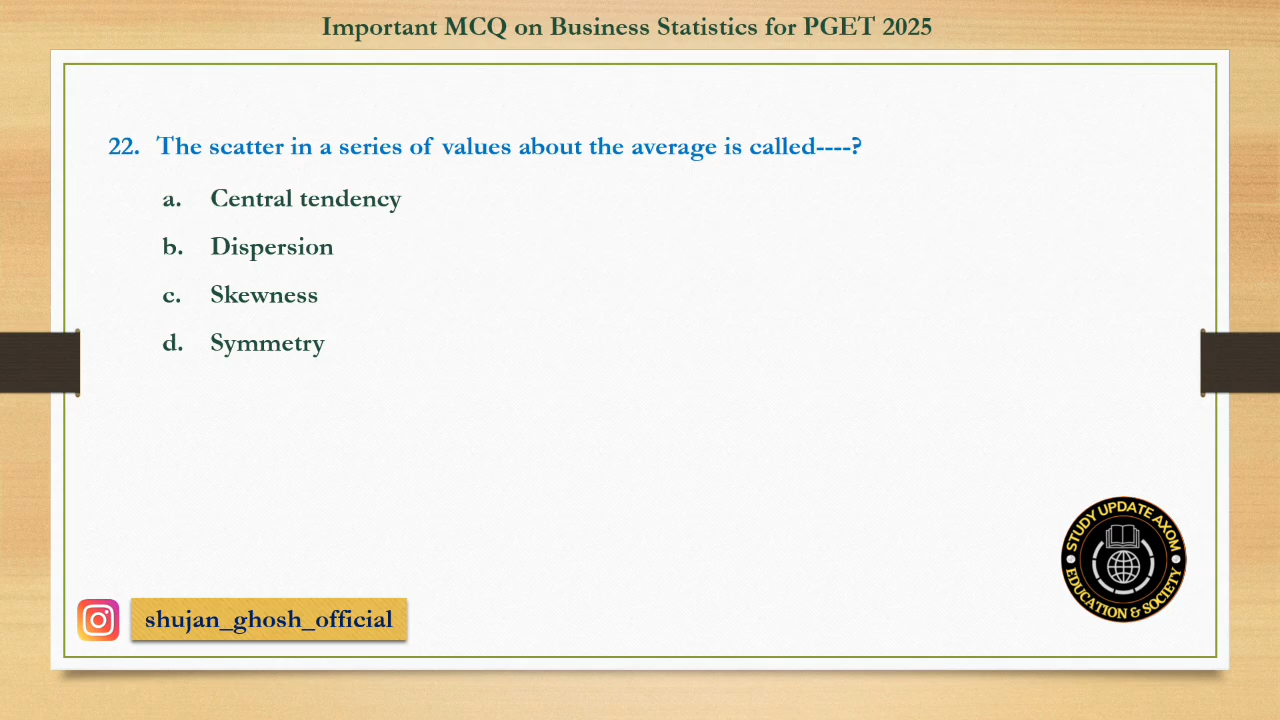 Important MCQ on Business Statistics for PGET 2025
22. The scatter in a series of values about the average is called----?
a. Central tendency
b. Dispersion
c. Skewness
d. Symmetry
STUDY UPDATE AXOM
EDUCATION & SOCIETY
shujan_ghosh_official